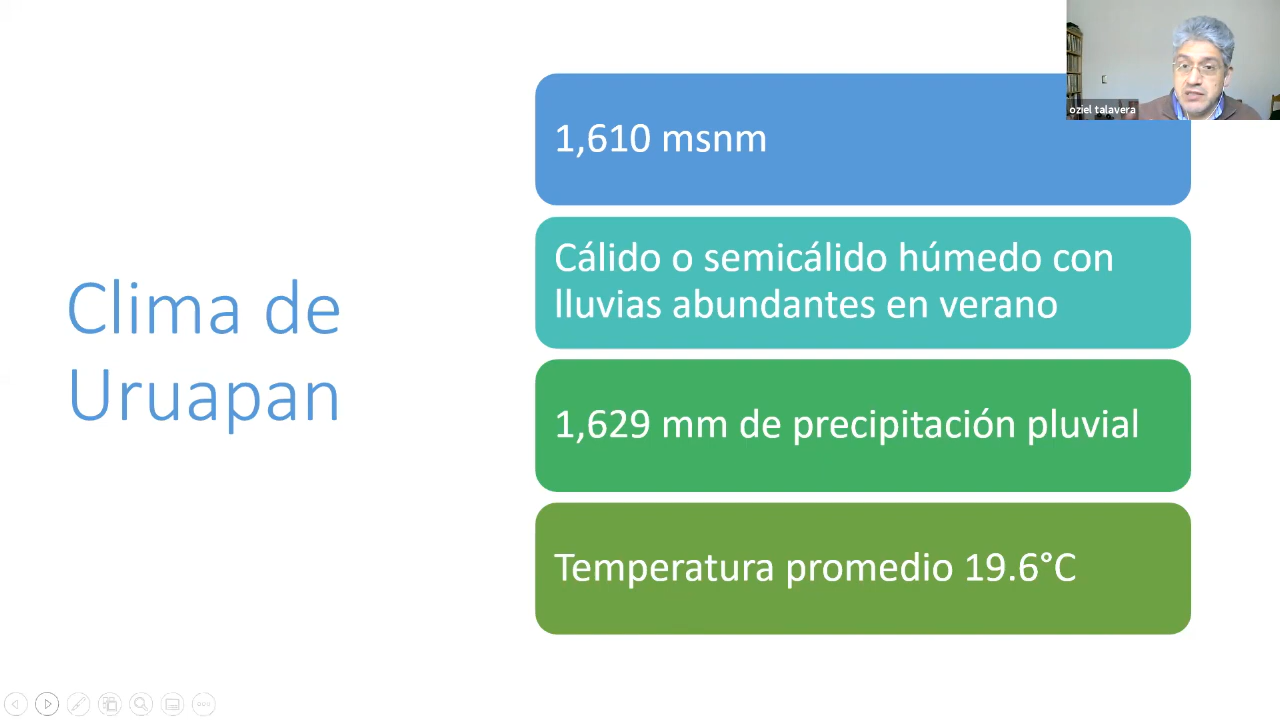 Clima de
Uruapan
1,610 msnm
Cálido o semicálido húmedo con
lluvias abundantes en verano
1,629 mm de precipitación pluvial
Temperatura promedio 19.6°C
oziel talavera